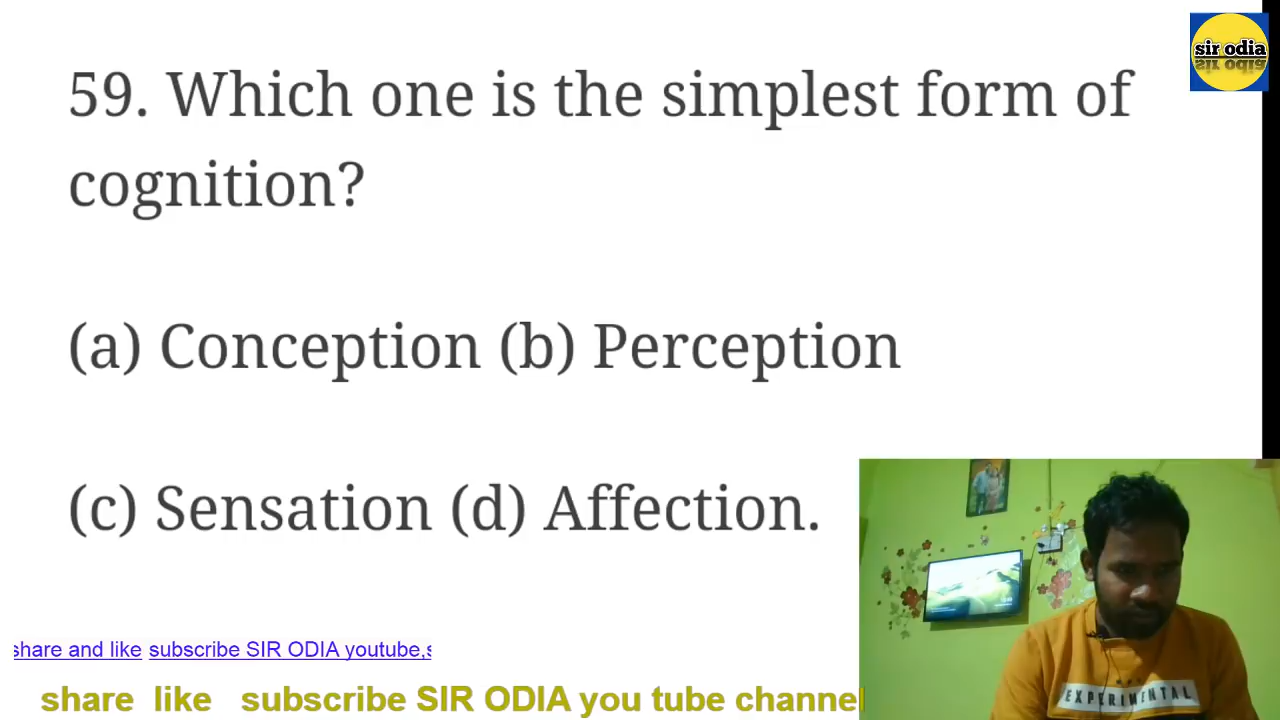 sir odia
59. Which one is the simplest form of
cognition?
(a) Conception (b) Perception
(c) Sensation (d) Affection.
EXPERIMENTAL
share and like subscribe SIR ODIA youtube,s
share like subscribe SIR ODIA you tube channel